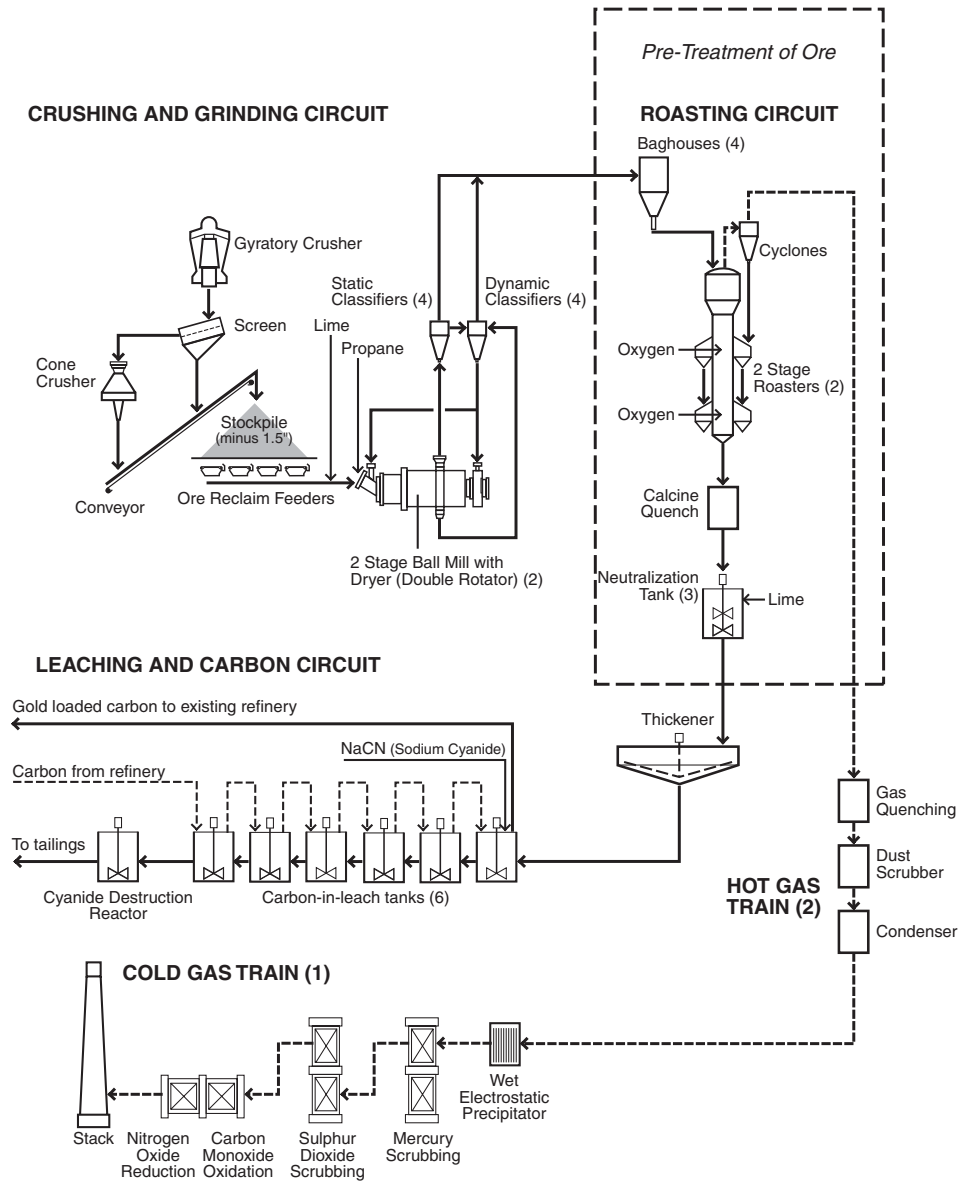 Pre-Treatment of Ore
CRUSHING AND GRINDING CIRCUIT
ROASTING CIRCUIT
Baghouses (4)
Gyratory Crusher
Cyclones
Static
Classifiers (4)
Dynamic
Classifiers (4)
Screen
Lime
Propane
Cone
Crusher
Oxygen
2 Stage
Roasters (2)
Oxygen
Stockpile
(minus 1.5")
Conveyor
Ore Reclaim Feeders
Calcine
Quench
2 Stage Ball Mill with
Dryer (Double Rotator) (2)
Neutralization
Tank (3)
Lime
LEACHING AND CARBON CIRCUIT
Gold loaded carbon to existing refinery
Thickener
NaCN (Sodium Cyanide)
Carbon from refinery
Gas
Quenching
To tailings
Dust
Scrubber
Cyanide Destruction
Reactor
Carbon-in-leach tanks (6)
HOT GAS
TRAIN (2)
Condenser
COLD GAS TRAIN (1)
Wet
Electrostatic
Precipitator
Stack
Nitrogen
Oxide
Reduction
Carbon
Monoxide
Oxidation
Sulphur
Dioxide
Scrubbing
Mercury
Scrubbing